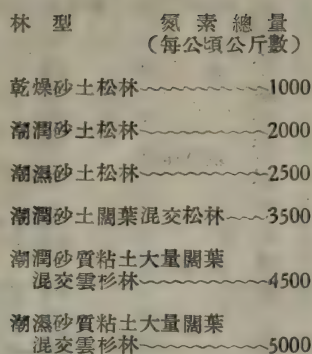 林型 氮素總量
（每公頃公斤數）
乾燥砂土松林～～～～～～～～1000
潮潤砂土松林～～～～～～～～2000
潮濕砂土松林～～～～～～～～2500
潮潤砂土闊葉混交松林～～3500
潮潤砂質粘土大量闊葉
混交雲杉林～～～～～～～4500
潮濕砂質粘土大量闊葉
混交雲杉林～～～～～～～5000